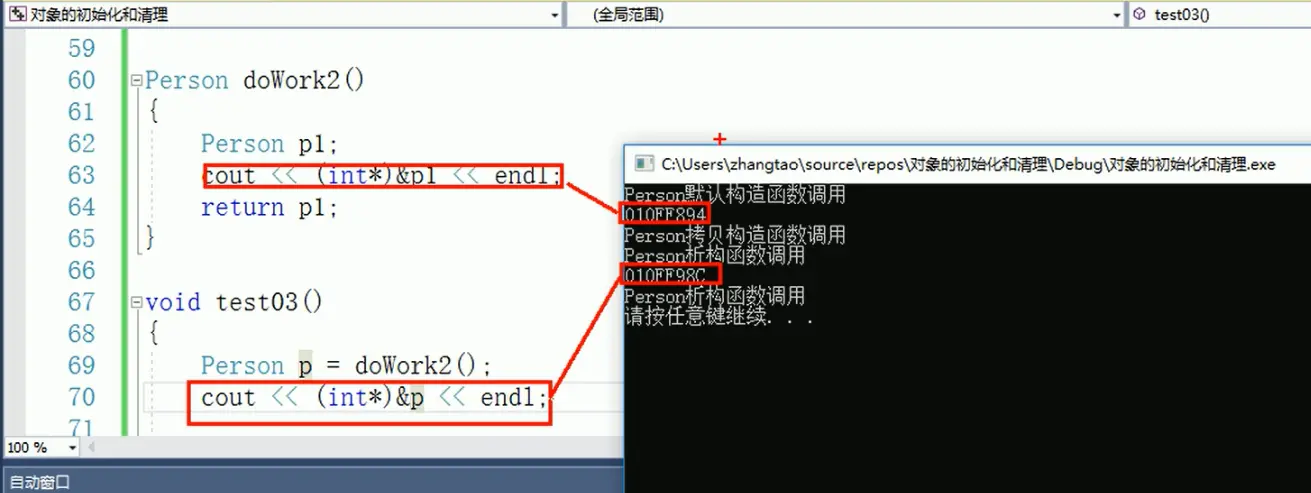 对象的初始化和清理
(全局范围)
test03()
59
60 Person doWork2()
61 {
62 Person p1;
63 cout << (int*)&p1 << endl;
64 return p1;
65 }
66
67 void test03()
68 {
69 Person p = doWork2();
70 cout << (int*)&p << endl;
71
100 %
自动窗口
C:\Users\zhangtao\source\repos\对象的初始化和清理\Debug\对象的初始化和清理.exe
Person默认构造函数调用
010FF894
Person拷贝构造函数调用
Person析构函数调用
010FF98C
Person析构函数调用
请按任意键继续. . .